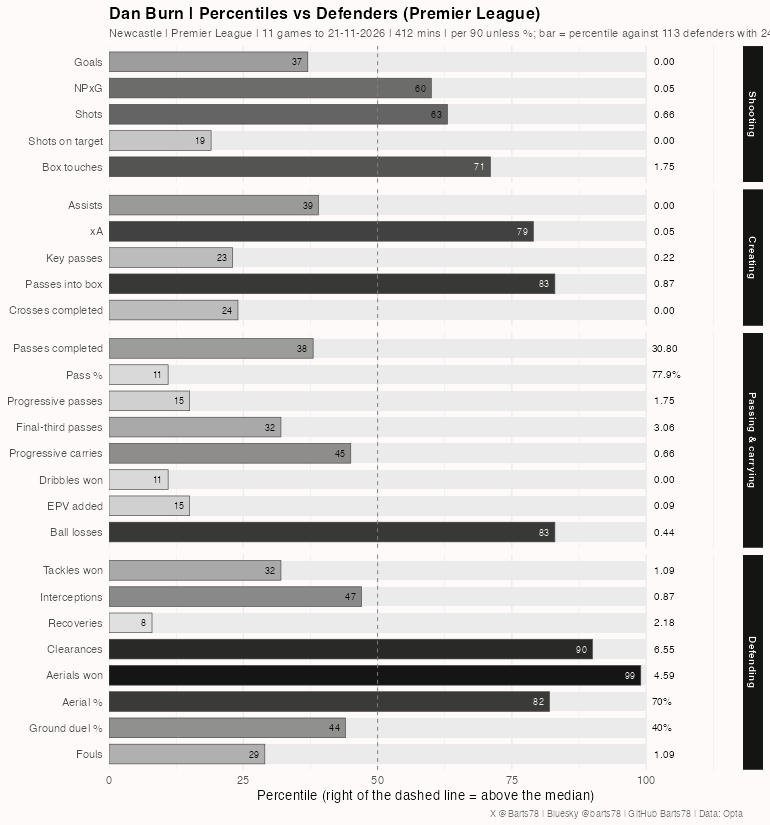 Dan Burn | Percentiles vs Defenders (Premier League)
Newcastle | Premier League | 11 games to 21-11-2026 | 412 mins | per 90 unless %; bar = percentile against 113 defenders with 24
Goals 37 0.00
NPxG 60 0.05
Shots 63 0.66
Shots on target 19 0.00
Box touches 71 1.75
Shooting
Assists 39 0.00
xA 79 0.05
Key passes 23 0.22
Passes into box 83 0.87
Crosses completed 24 0.00
Creating
Passes completed 38 30.80
Pass % 11 77.9%
Progressive passes 15 1.75
Final-third passes 32 3.06
Progressive carries 45 0.66
Dribbles won 11 0.00
EPV added 15 0.09
Ball losses 83 0.44
Passing & carrying
Tackles won 32 1.09
Interceptions 47 0.87
Recoveries 8 2.18
Clearances 90 6.55
Aerials won 99 4.59
Aerial % 82 70%
Ground duel % 44 40%
Fouls 29 1.09
Defending
0 25 50 75 100
Percentile (right of the dashed line = above the median)
X @Barts78 | Bluesky @barts78 | GitHub Barts78 | Data: Opta